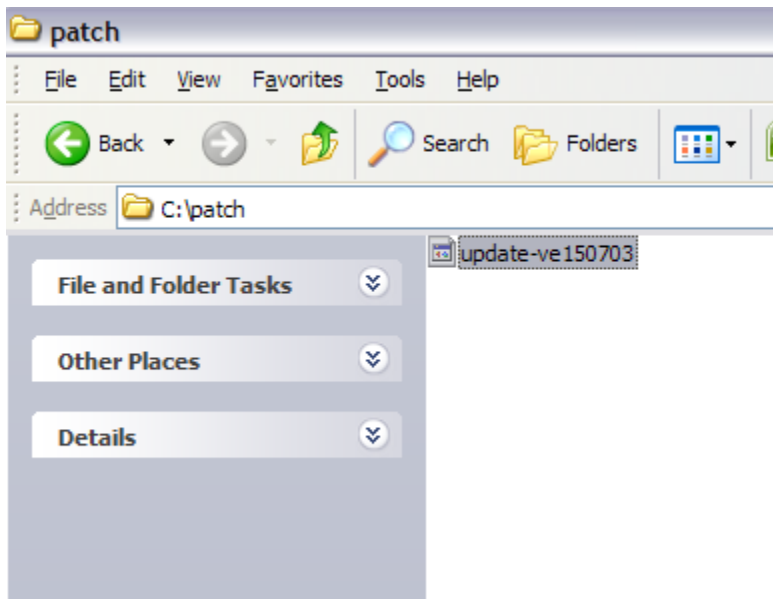 patch
File Edit View Favorites Tools Help
Back Search Folders
Address C:\patch
update-ve150703
File and Folder Tasks
Other Places
Details